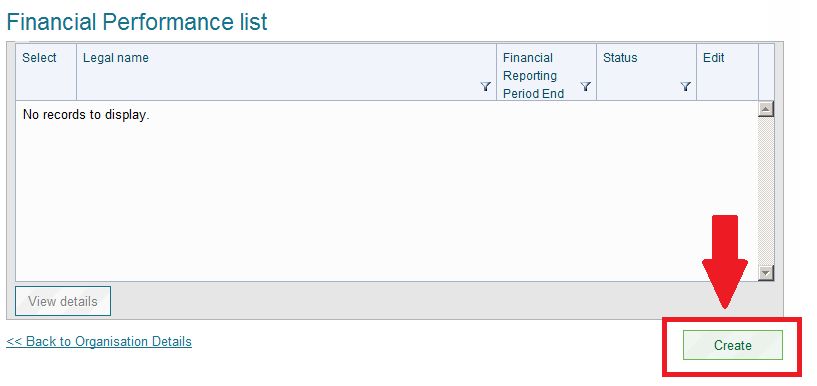 Financial Performance list
Select
Legal name
Financial
Reporting
Period End
Status
Edit
No records to display.
View details
<< Back to Organisation Details
Create